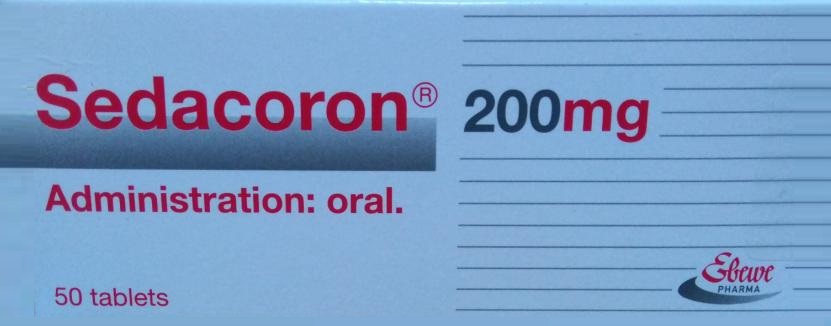 Sedacoron® 200mg
Administration: oral.
50 tablets
Ebewe
PHARMA